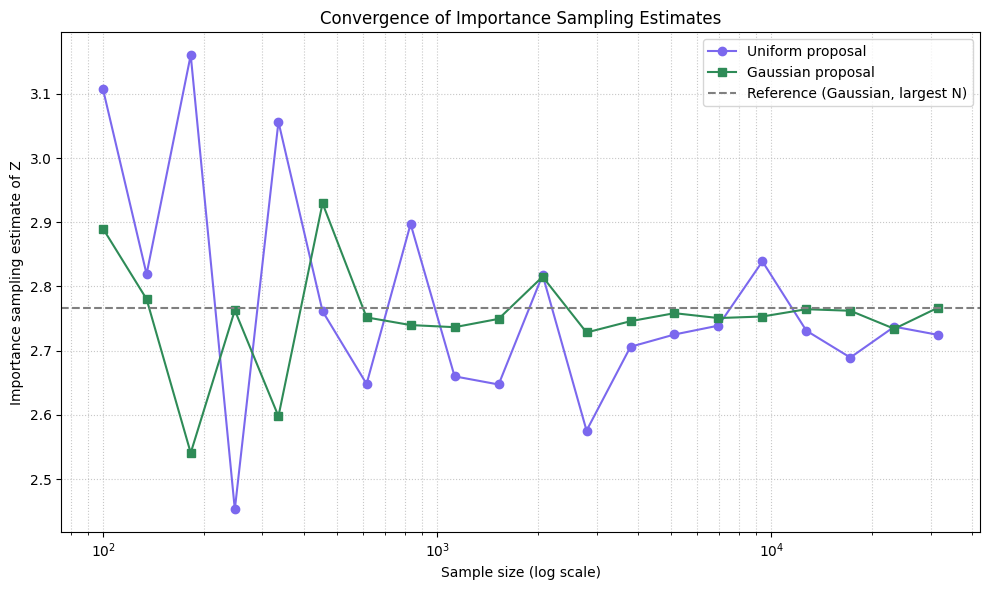 Convergence of Importance Sampling Estimates
Uniform proposal
Gaussian proposal
Reference (Gaussian, largest N)
Importance sampling estimate of Z
3.1
3.0
2.9
2.8
2.7
2.6
2.5
10²
10³
10⁴
Sample size (log scale)